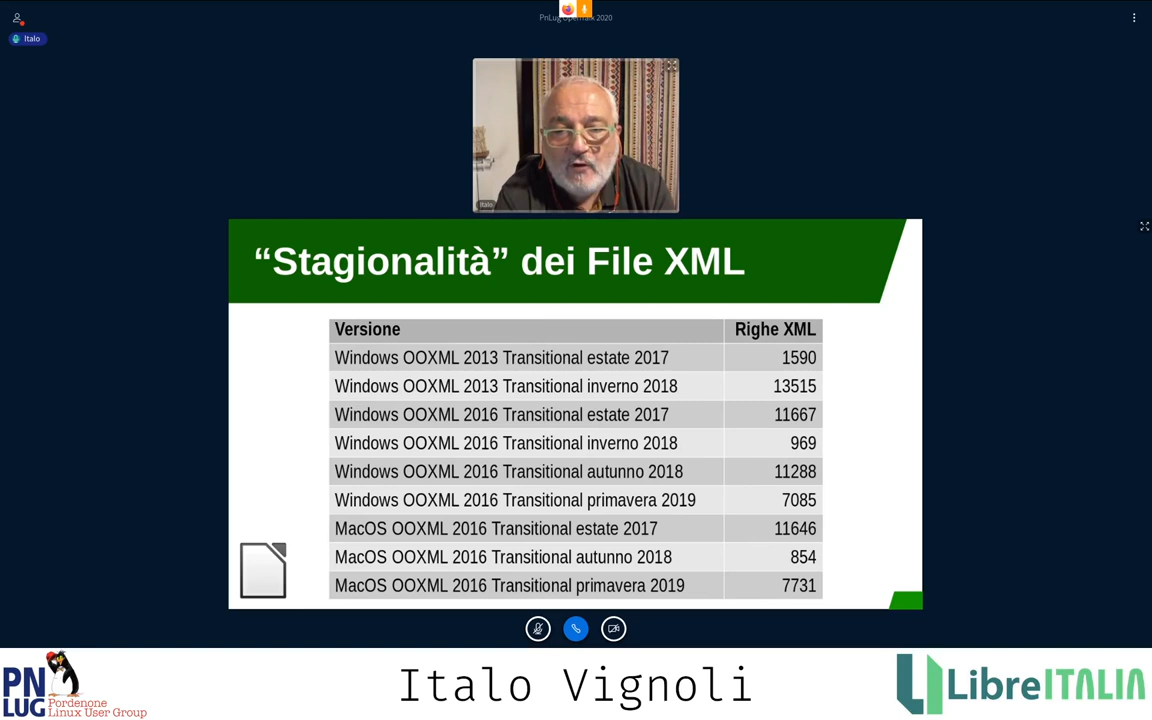 PnLug OpenTalk 2020
Italo
Italo
“Stagionalità” dei File XML
Versione Righe XML
Windows OOXML 2013 Transitional estate 2017 1590
Windows OOXML 2013 Transitional inverno 2018 13515
Windows OOXML 2016 Transitional estate 2017 11667
Windows OOXML 2016 Transitional inverno 2018 969
Windows OOXML 2016 Transitional autunno 2018 11288
Windows OOXML 2016 Transitional primavera 2019 7085
MacOS OOXML 2016 Transitional estate 2017 11646
MacOS OOXML 2016 Transitional autunno 2018 854
MacOS OOXML 2016 Transitional primavera 2019 7731
PN
LUG
Pordenone
Linux User Group
Italo Vignoli
LibreITALIA